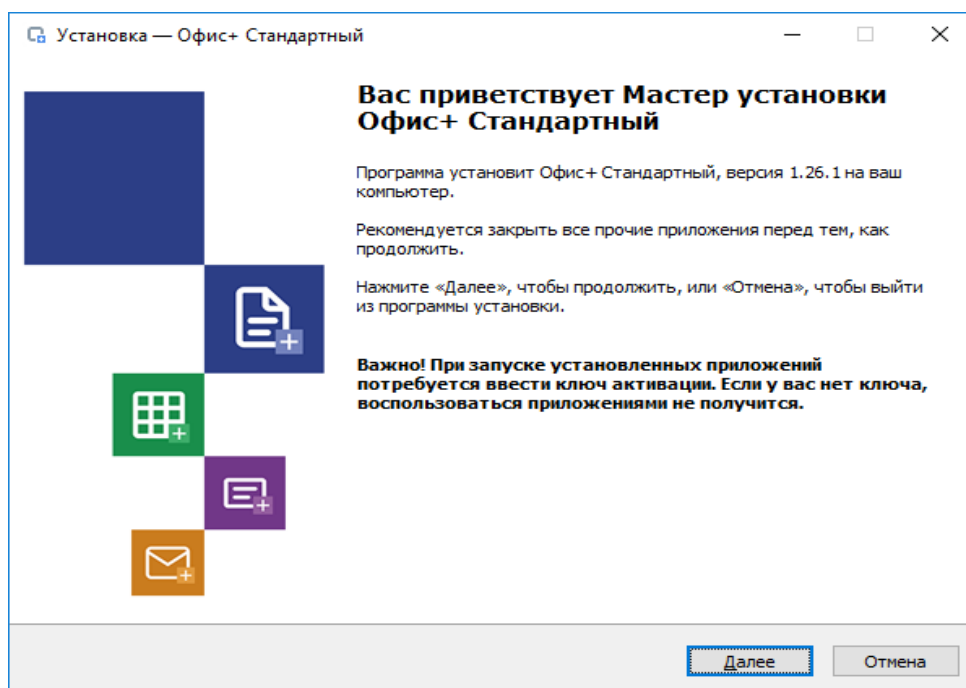 Установка — Офис+ Стандартный
Вас приветствует Мастер установки
Офис+ Стандартный
Программа установит Офис+ Стандартный, версия 1.26.1 на ваш
компьютер.
Рекомендуется закрыть все прочие приложения перед тем, как
продолжить.
Нажмите «Далее», чтобы продолжить, или «Отмена», чтобы выйти
из программы установки.
Важно! При запуске установленных приложений
потребуется ввести ключ активации. Если у вас нет ключа,
воспользоваться приложениями не получится.
Далее
Отмена